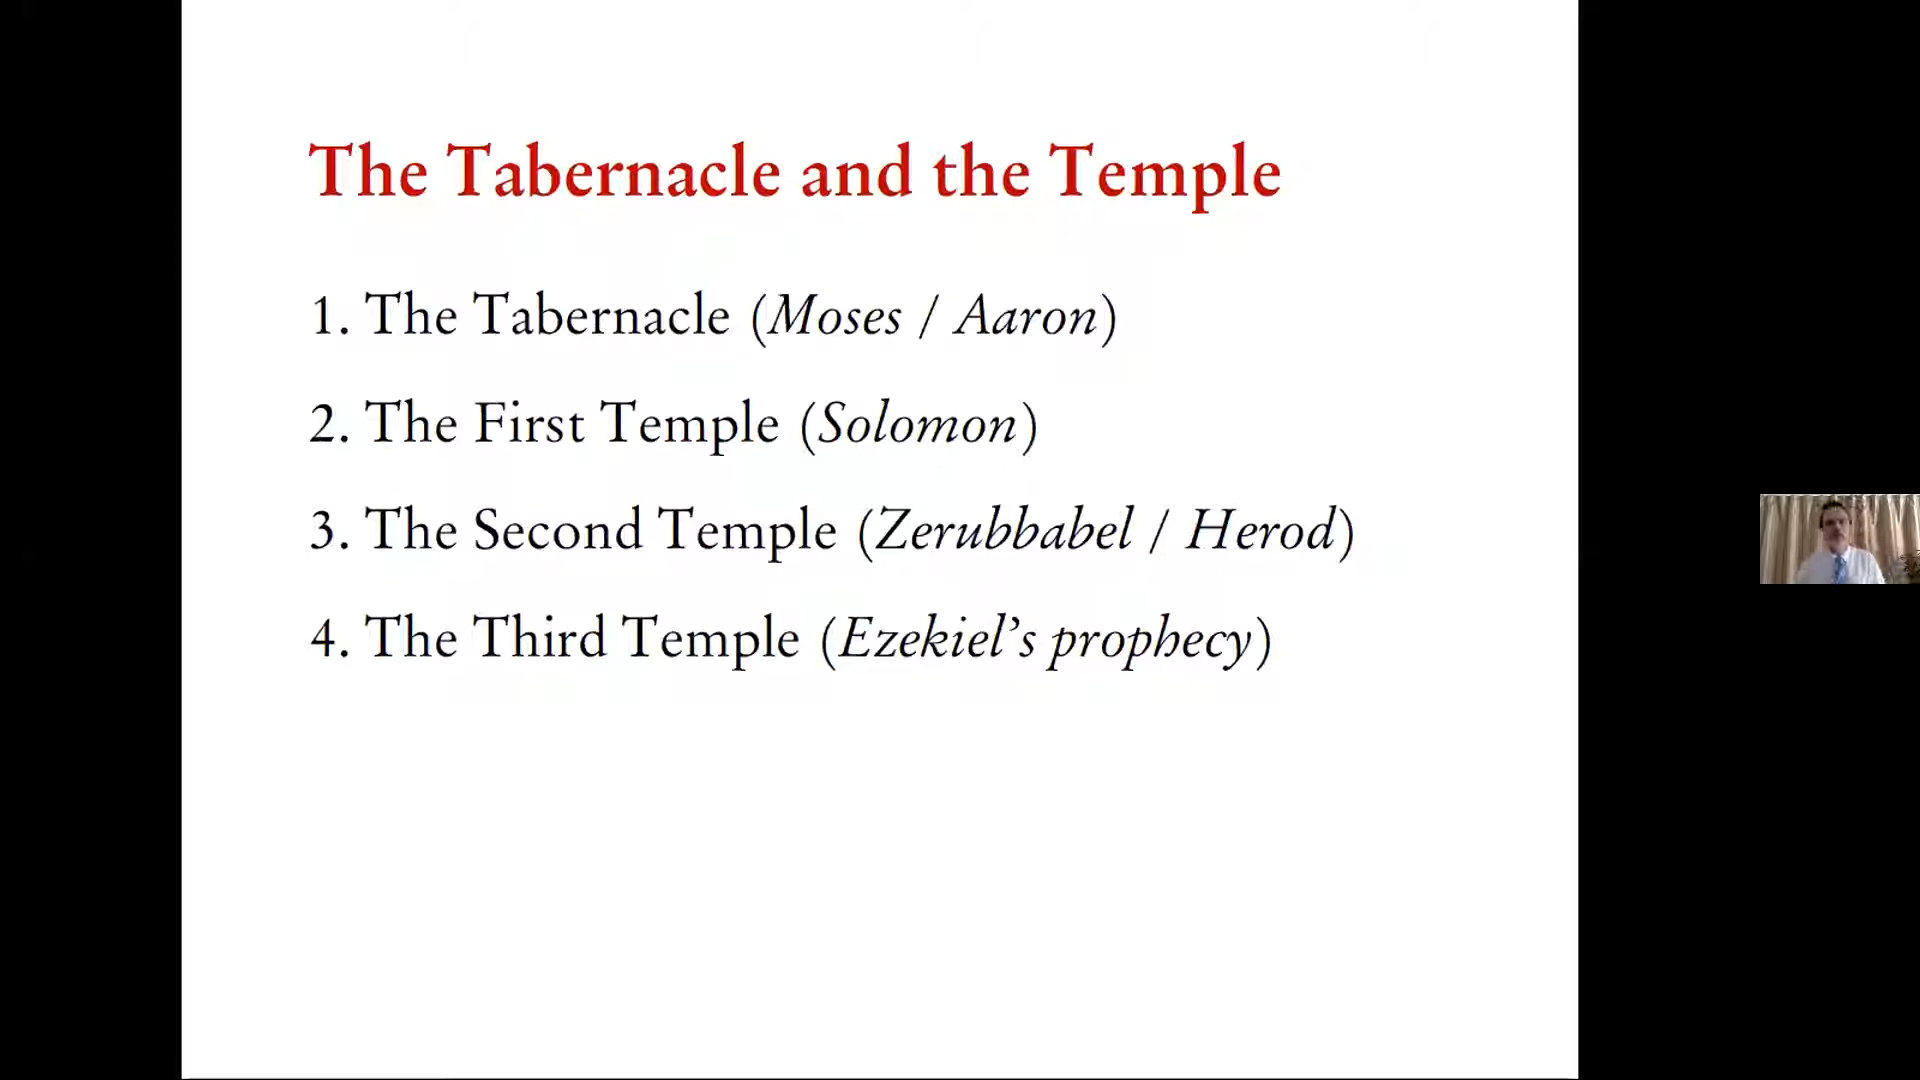 The Tabernacle and the Temple
1. The Tabernacle (Moses / Aaron)
2. The First Temple (Solomon)
3. The Second Temple (Zerubbabel / Herod)
4. The Third Temple (Ezekiel’s prophecy)